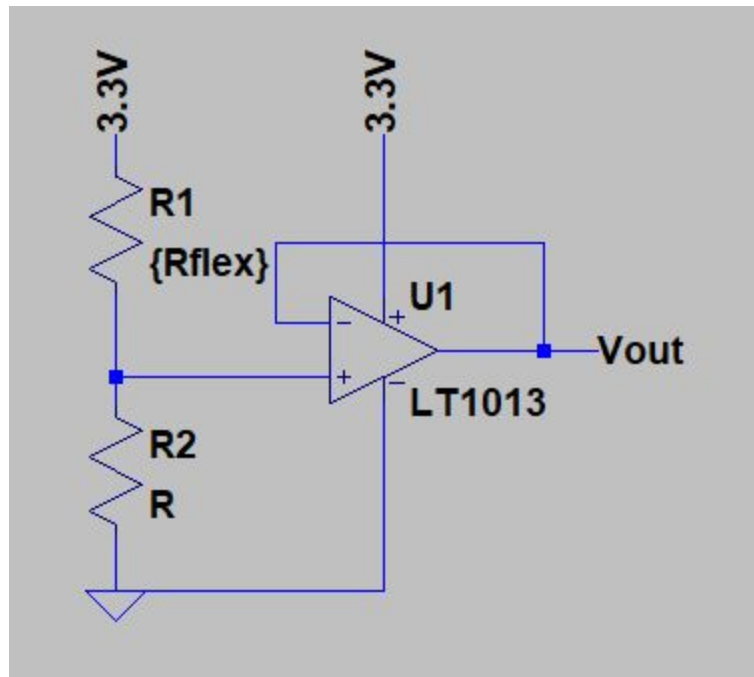 3.3V
3.3V
R1
{Rflex}
U1
+
-
+
-
LT1013
Vout
R2
R